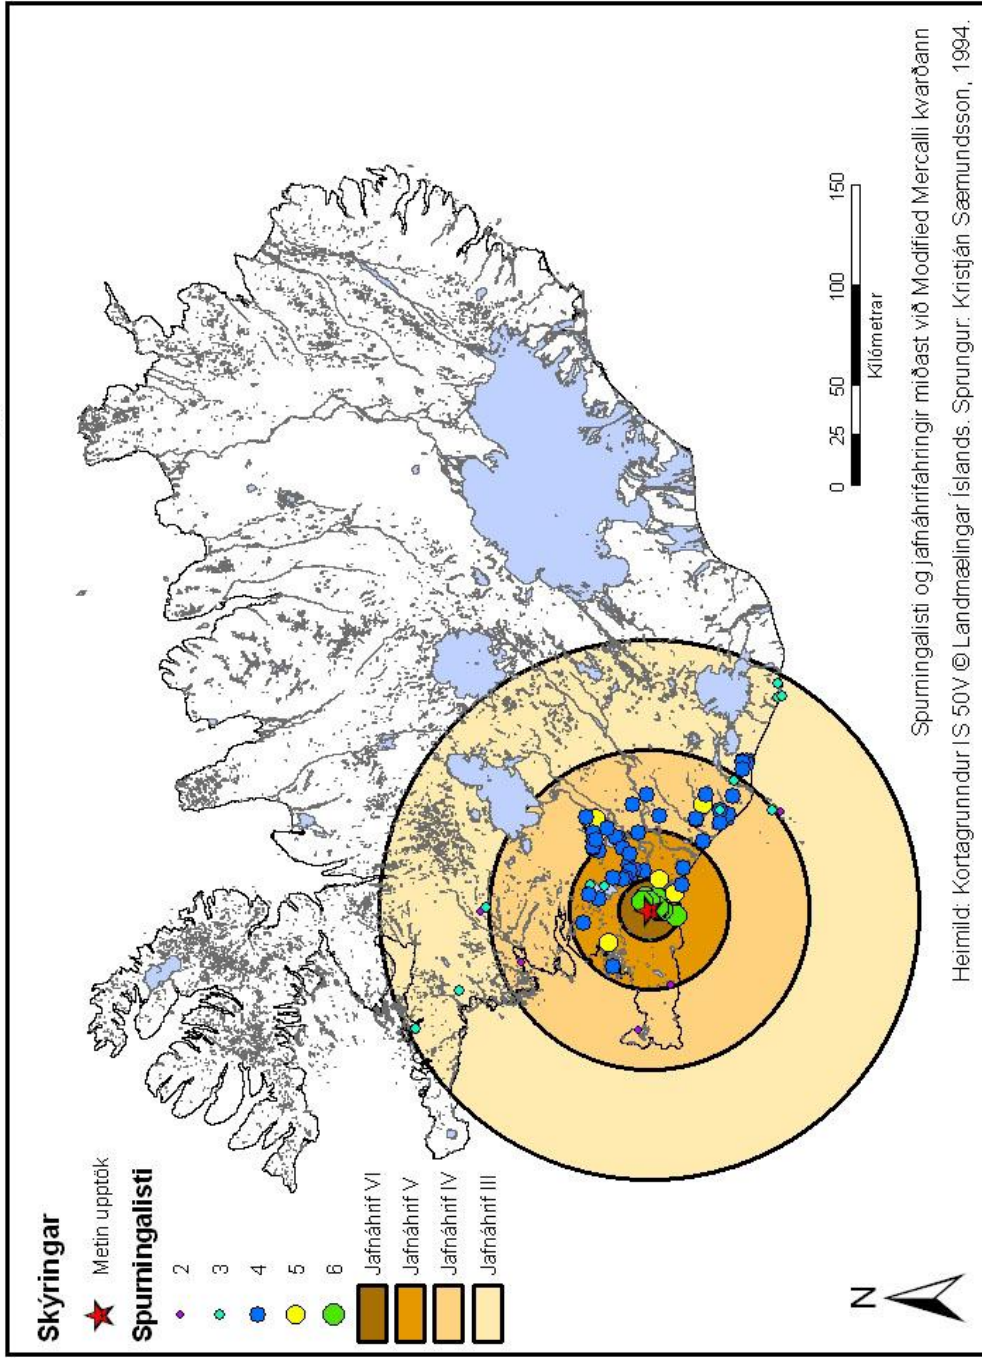 Skýringar
Metin upptök
Spurningalisti
2
3
4
5
6
Jafnáhrif VI
Jafnáhrif V
Jafnáhrif IV
Jafnáhrif III
N
0 25 50 100 150
Kílómetrar
Spurningalisti og jafnáhrifahringir miðast við Modified Mercalli kvarðann
Heimild: Kortagrunndur IS 50V © Landmælingar Íslands. Sprungur: Kristján Sæmundsson, 1994.